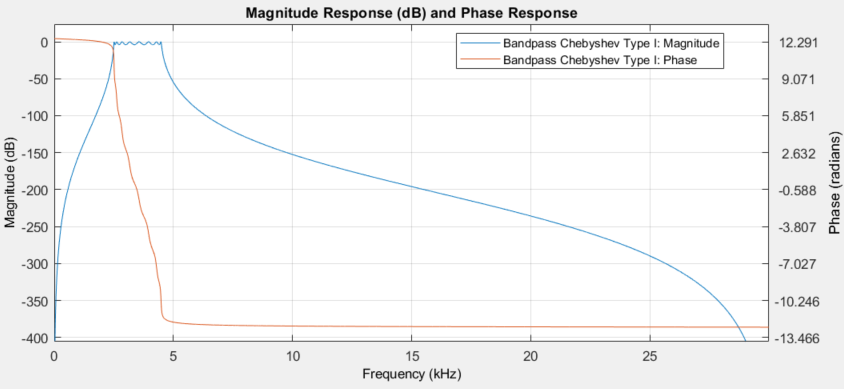 Magnitude Response (dB) and Phase Response
Bandpass Chebyshev Type I: Magnitude
Bandpass Chebyshev Type I: Phase
Magnitude (dB)
0
-50
-100
-150
-200
-250
-300
-350
-400
12.291
9.071
5.851
2.632
-0.588
-3.807
-7.027
-10.246
-13.466
Phase (radians)
0 5 10 15 20 25
Frequency (kHz)